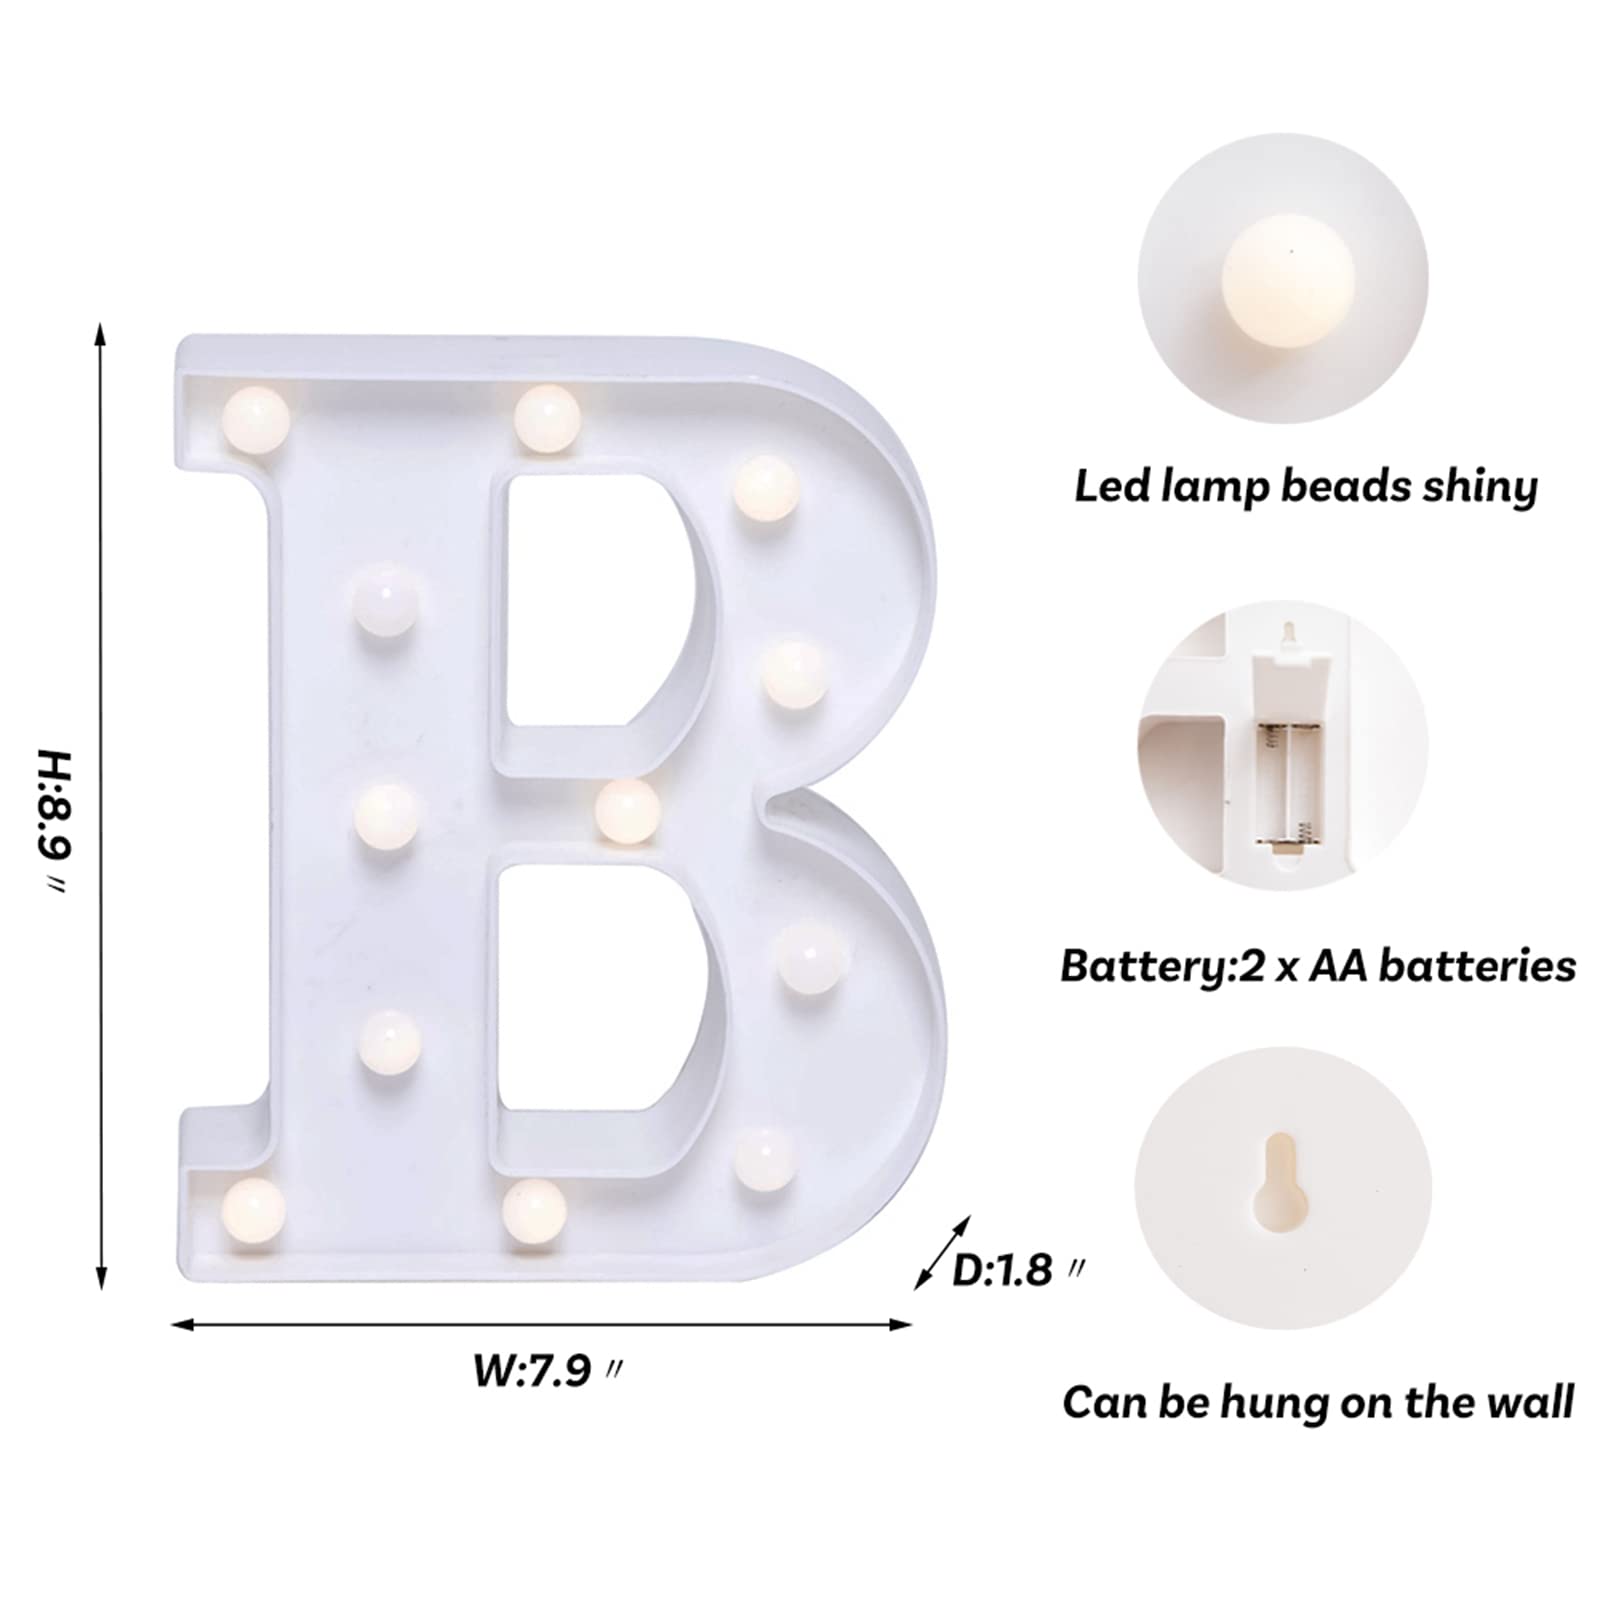 B
Led lamp beads shiny
H:8.9 "
Battery:2 x AA batteries
D:1.8 "
W:7.9 "
Can be hung on the wall